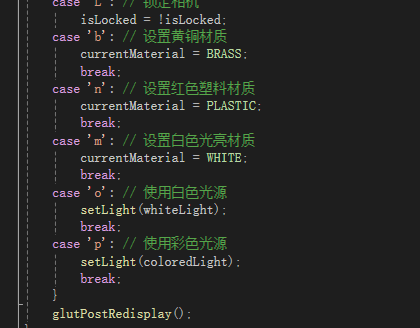 case 'L': // 锁定相机
isLocked = !isLocked;
case 'b': // 设置黄铜材质
currentMaterial = BRASS;
break;
case 'n': // 设置红色塑料材质
currentMaterial = PLASTIC;
break;
case 'm': // 设置白色光亮材质
currentMaterial = WHITE;
break;
case 'o': // 使用白色光源
setLight(whiteLight);
break;
case 'p': // 使用彩色光源
setLight(coloredLight);
break;
}
glutPostRedisplay();